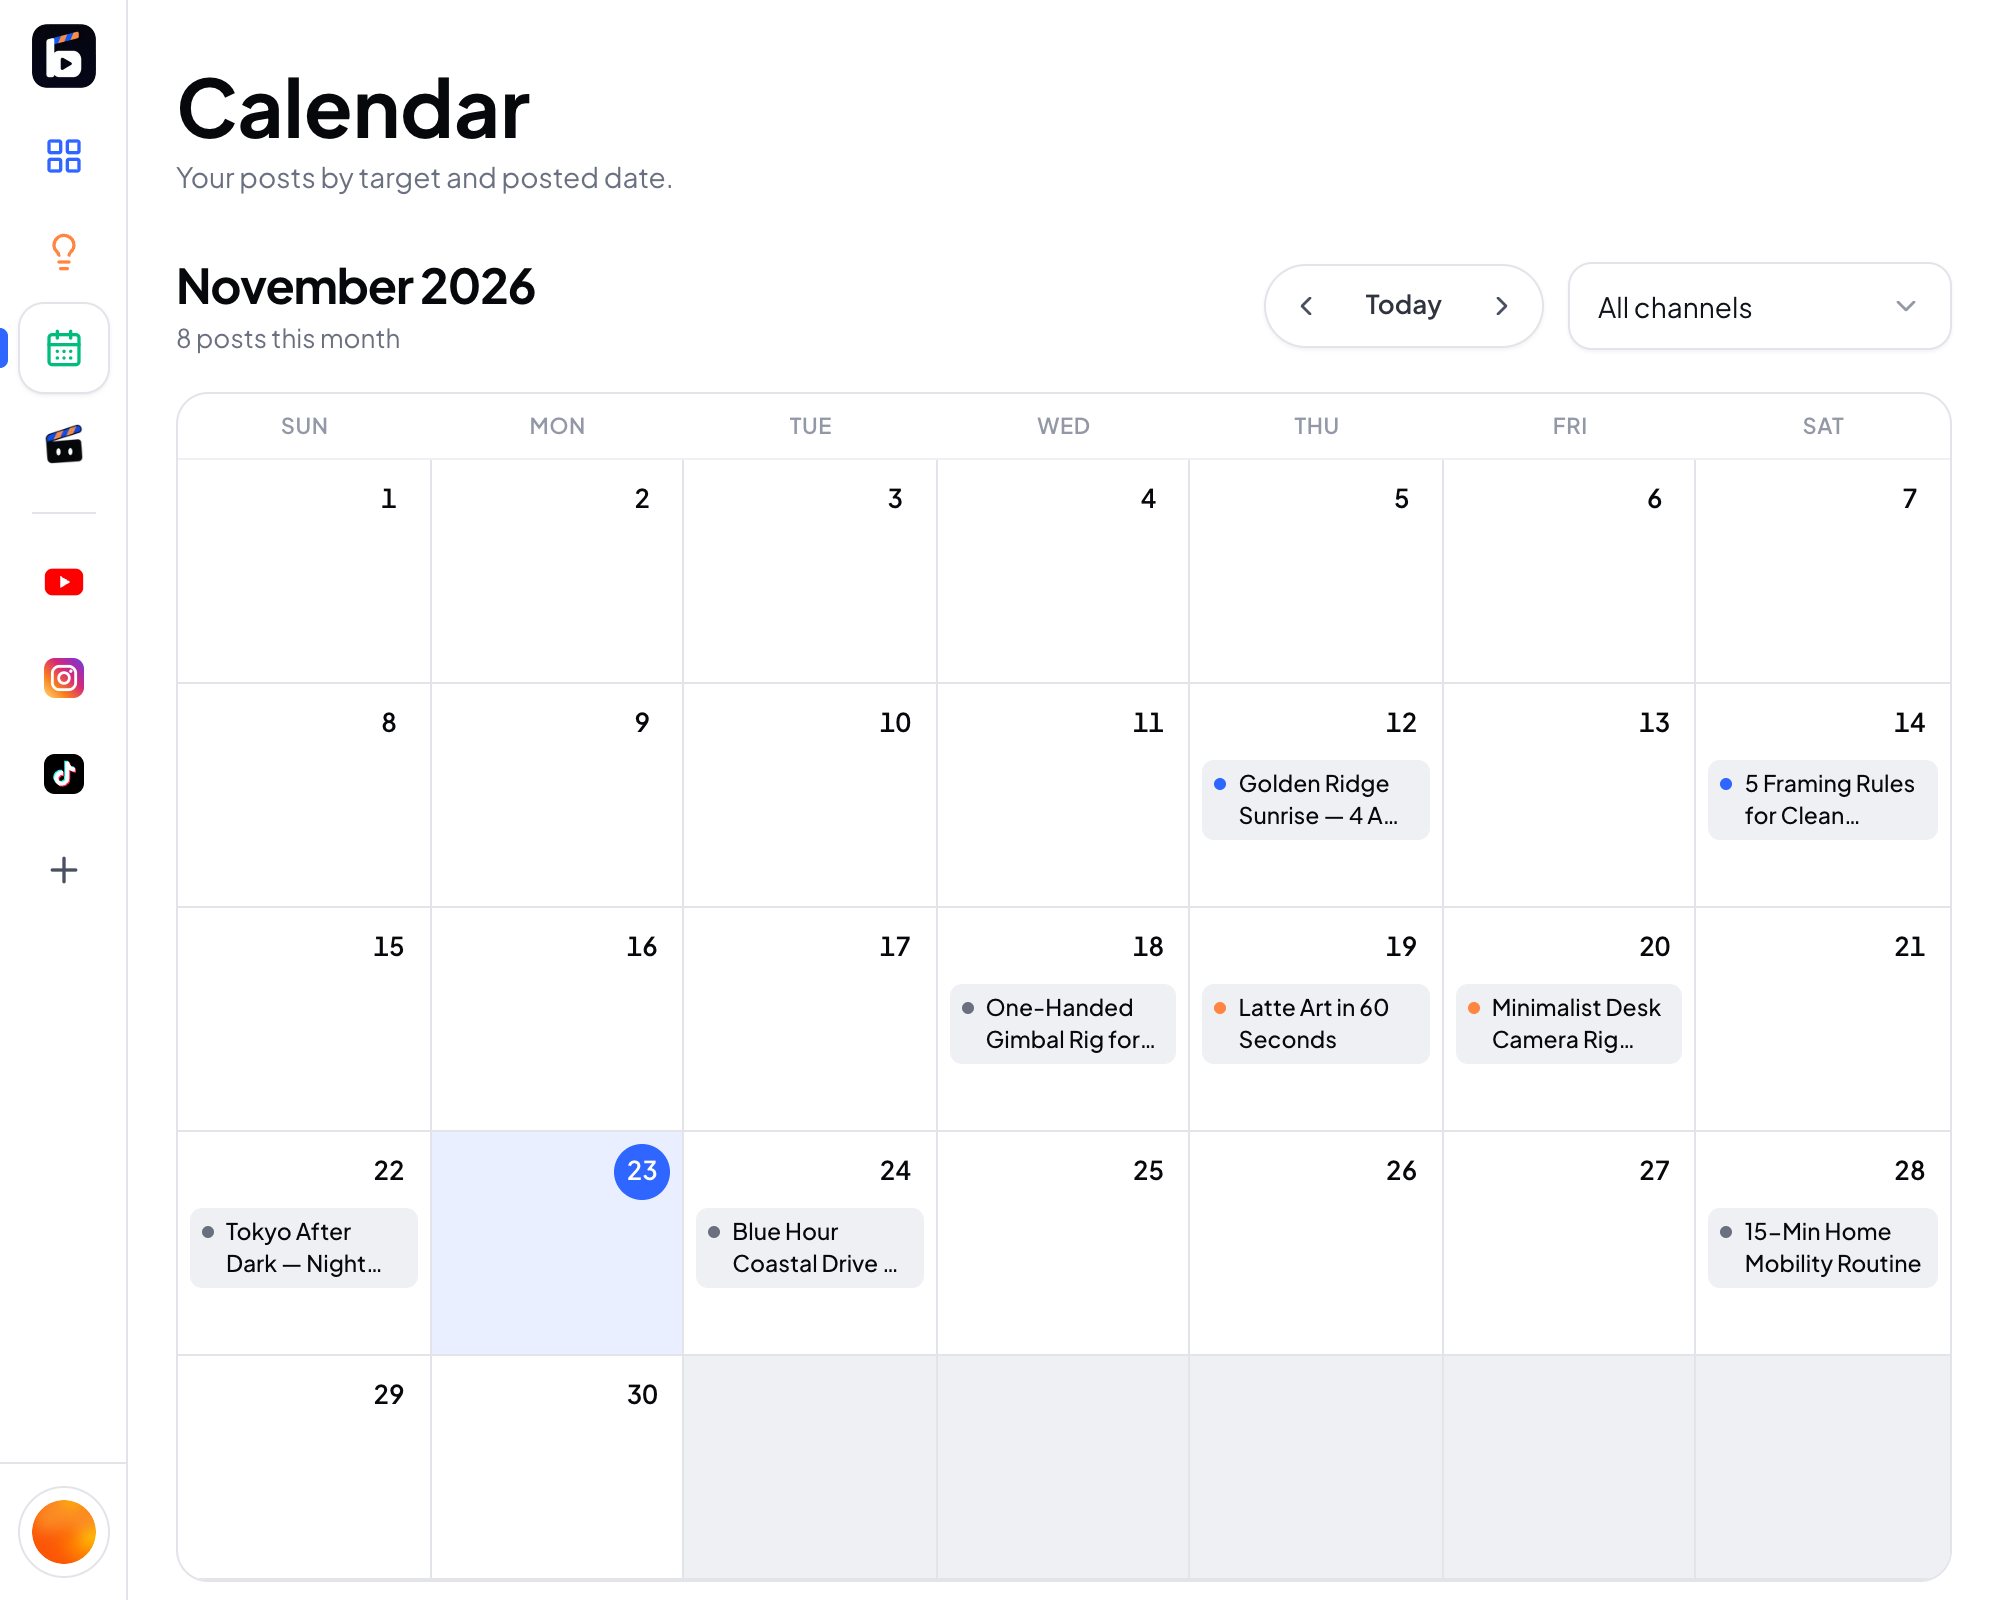 Calendar
Your posts by target and posted date.
November 2026
8 posts this month
Today
All channels
SUN MON TUE WED THU FRI SAT
1 2 3 4 5 6 7
8 9 10 11 12 13 14
Golden Ridge
Sunrise — 4 A...
5 Framing Rules
for Clean...
15 16 17 18 19 20 21
One-Handed
Gimbal Rig for...
Latte Art in 60
Seconds
Minimalist Desk
Camera Rig...
22 23 24 25 26 27 28
Tokyo After
Dark — Night...
Blue Hour
Coastal Drive ...
15-Min Home
Mobility Routine
29 30